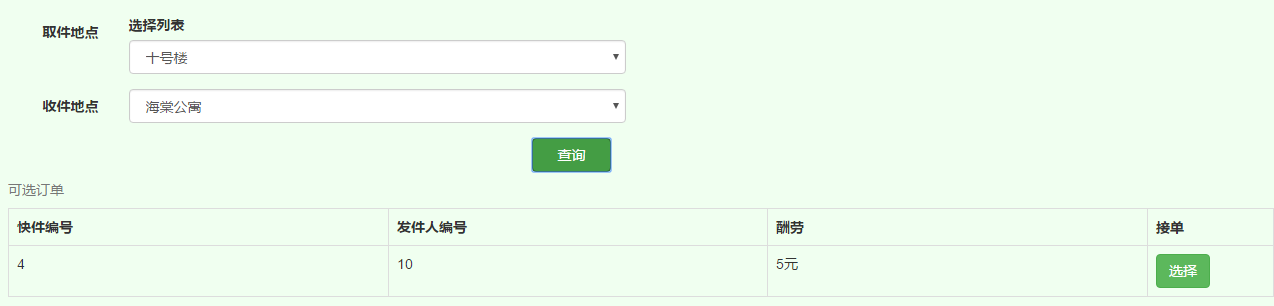 取件地点 选择列表
十号楼
收件地点 海棠公寓
查询
可选订单
快件编号 发件人编号 酬劳 接单
4 10 5元 选择